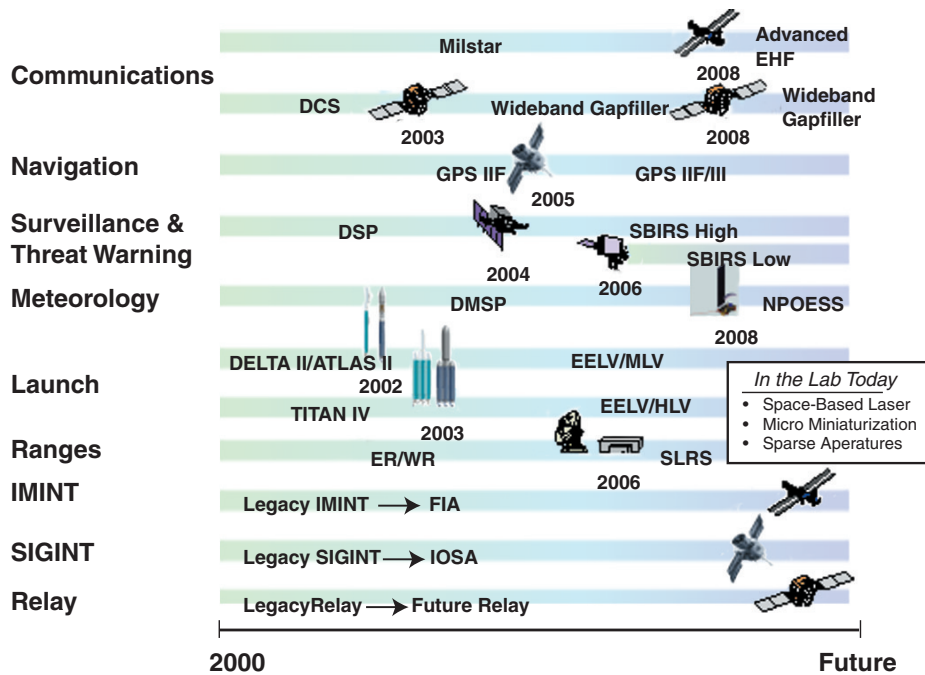 Communications
Milstar
2008
Advanced
EHF
DCS
2003
Wideband Gapfiller
2008
Wideband
Gapfiller
Navigation
GPS IIF
2005
GPS IIF/III
Surveillance &
Threat Warning
DSP
2004
SBIRS High
2006
SBIRS Low
Meteorology
DMSP
2008
NPOESS
Launch
DELTA II/ATLAS II
2002
EELV/MLV
TITAN IV
2003
EELV/HLV
In the Lab Today
• Space-Based Laser
• Micro Miniaturization
• Sparse Aperatures
Ranges
ER/WR
2006
SLRS
IMINT
Legacy IMINT → FIA
SIGINT
Legacy SIGINT → IOSA
Relay
LegacyRelay → Future Relay
2000
Future